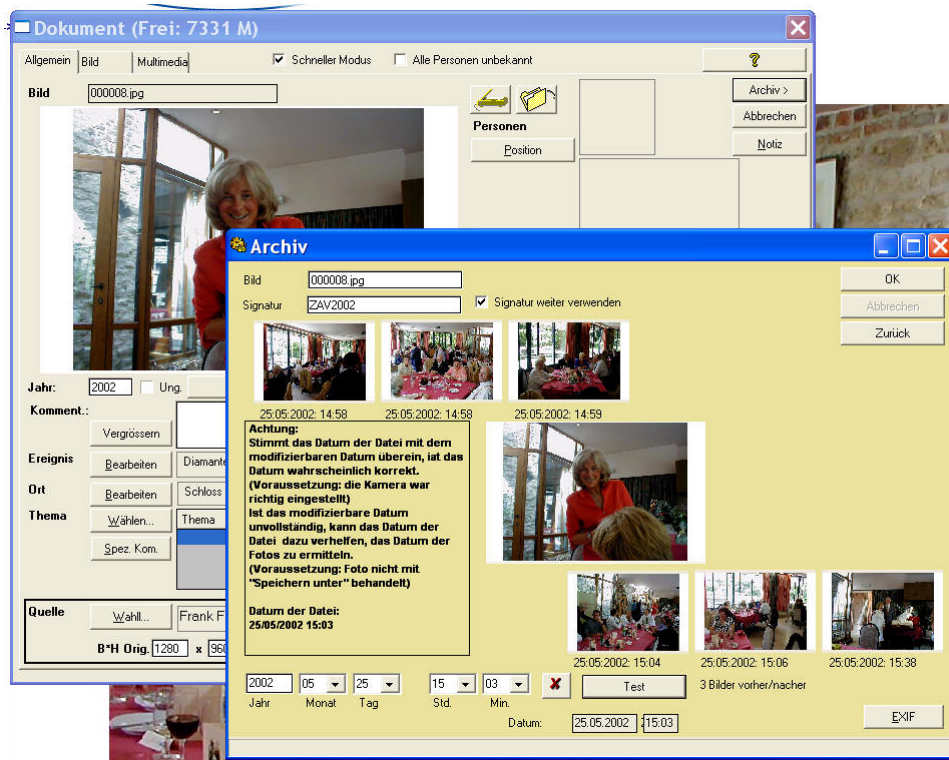 Dokument (Frei: 7331 M)
Allgemein Bild Multimedia
Schneller Modus
Alle Personen unbekannt
?
Bild 000008.jpg
Archiv >
Abbrechen
Notiz
Personen
Position
Jahr: 2002 Ung.
Komment.:
Vergrössern
Ereignis Bearbeiten Diamante
Ort Bearbeiten Schloss
Thema Wählen... Thema
Spez. Kom.
Quelle Wahll... Frank F
B*H Orig. 1280 x 960
Archiv
Bild 000008.jpg
Signatur ZAV2002 Signatur weiter verwenden
OK
Abbrechen
Zurück
25:05:2002: 14:58 25:05:2002: 14:58 25:05:2002: 14:59
Achtung:
Stimmt das Datum der Datei mit dem
modifizierbaren Datum überein, iat das
Datum wahrscheinlich korrekt.
(Voraussetzung: die Kamera war
richtig eingestellt)
Ist das modifizierbare Datum
unvollständig, kann das Datum der
Datei dazu verhelfen, das Datum der
Fotos zu ermitteln.
(Voraussetzung: Foto nicht mit
"Speichern unter" behandelt)
Datum der Datei:
25/05/2002 15:03
25:05:2002: 15:04 25:05:2002: 15:06 25:05:2002: 15:38
2002 05 25 15 03 Test 3 Bilder vorher/nacher
Jahr Monat Tag Std. Min.
Datum: 25.05.2002 15:03
EXIF